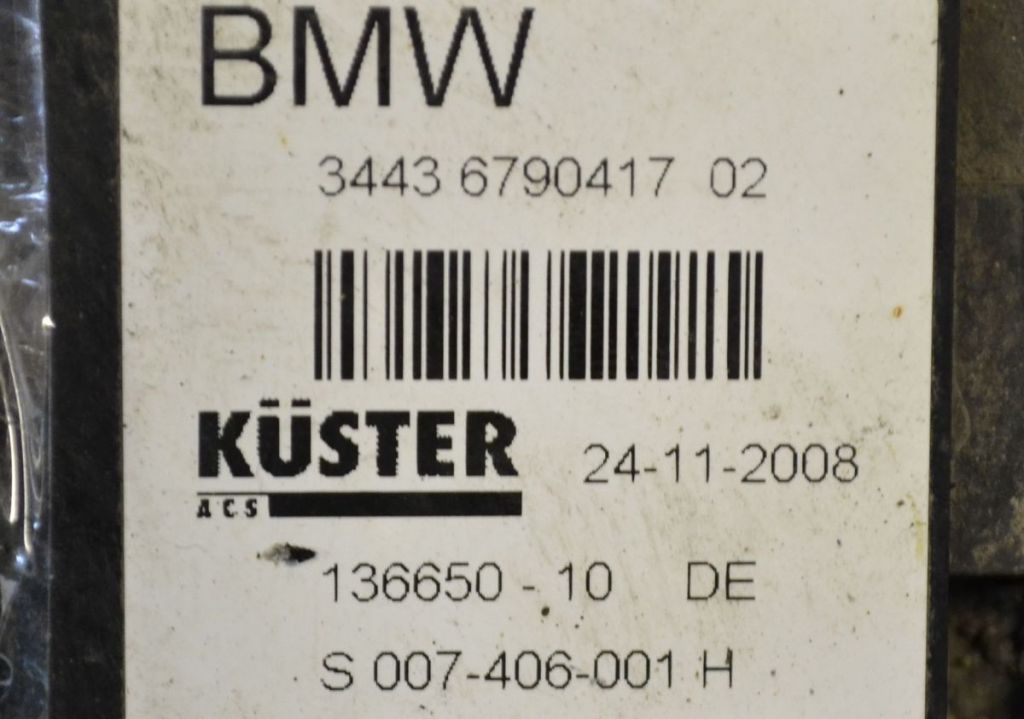 BMW
3443 6790417 02
KÜSTER
ACS
24-11-2008
136650 - 10 DE
S 007-406-001 H